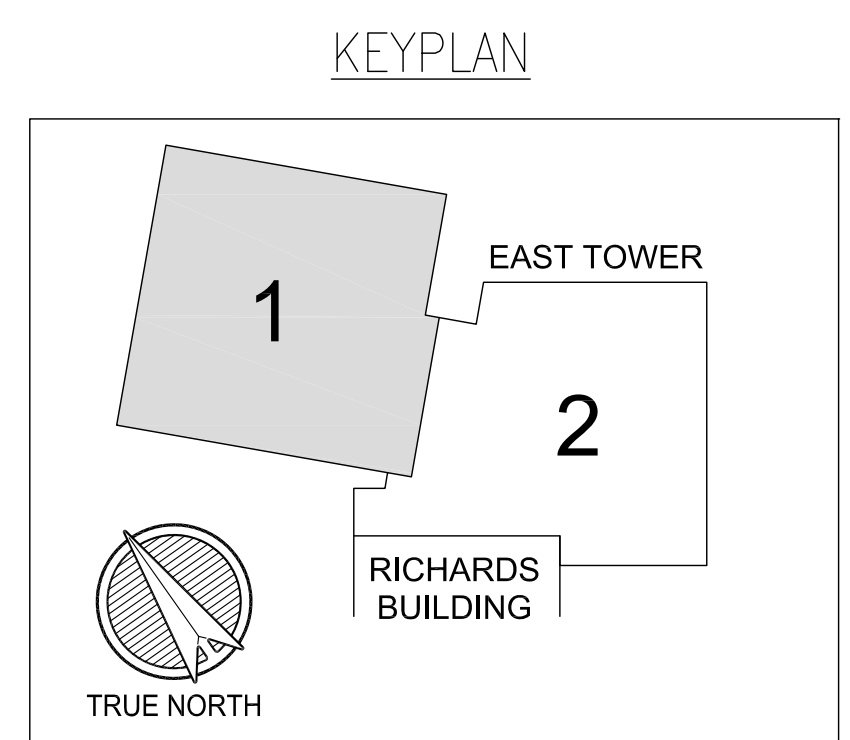 KEYPLAN
EAST TOWER
1
2
RICHARDS
BUILDING
TRUE NORTH